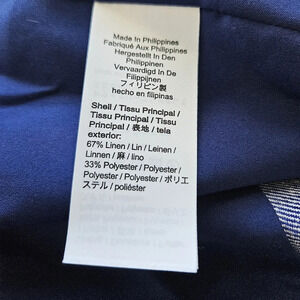 Made In Philippines
Fabriqué Aux Philippines
Hergestellt In Den
Philippinen
Vervaardigd In De
Filippijnen
フィリピン製
hecho en filipinas
Shell / Tissu Principal /
Tissu Principal / Tissu
Principal / 表地 / tela
exterior:
67% Linen / Lin / Leinen /
Linnen / 麻 / lino
33% Polyester / Polyester /
Polyester / Polyester / ポリエ
ステル / poliéster